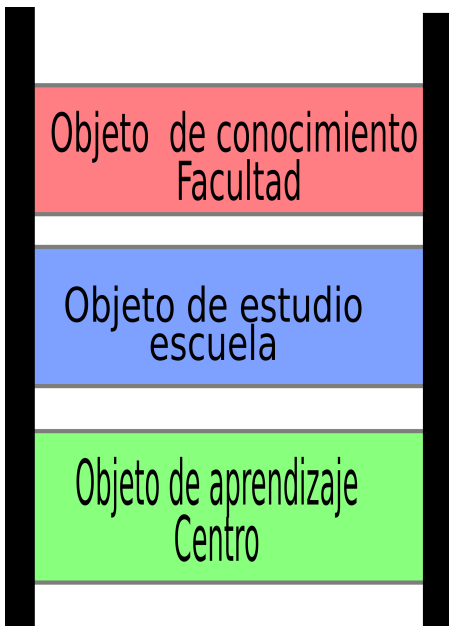 Objeto de conocimiento
Facultad
Objeto de estudio
escuela
Objeto de aprendizaje
Centro